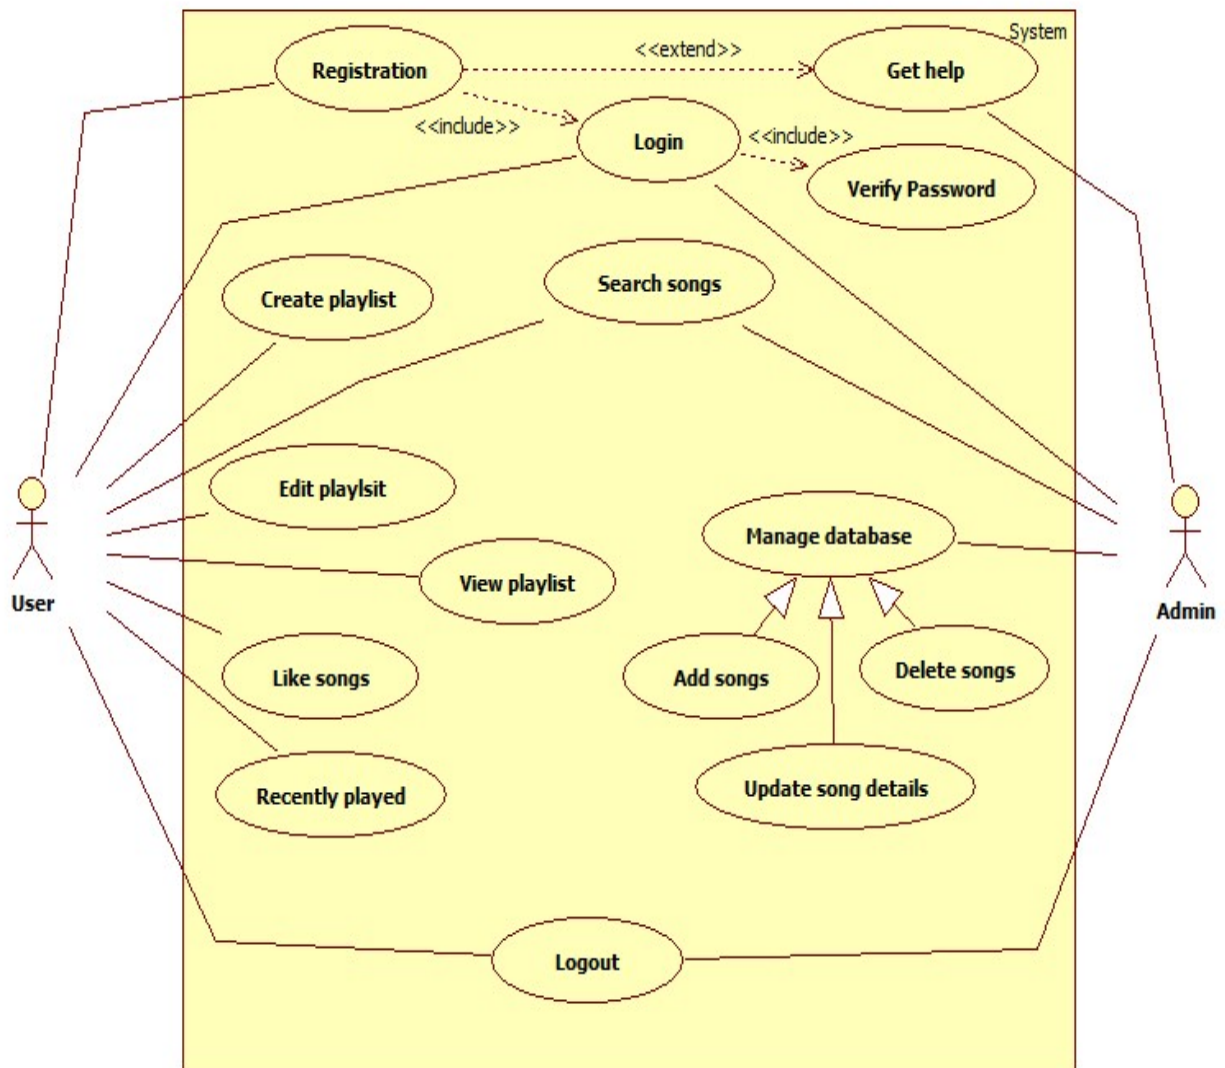 System
Registration
<<extend>>
Get help
<<include>>
Login
<<include>>
Verify Password
Create playlist
Search songs
Edit playlsit
Manage database
View playlist
User
Admin
Like songs
Add songs
Delete songs
Recently played
Update song details
Logout